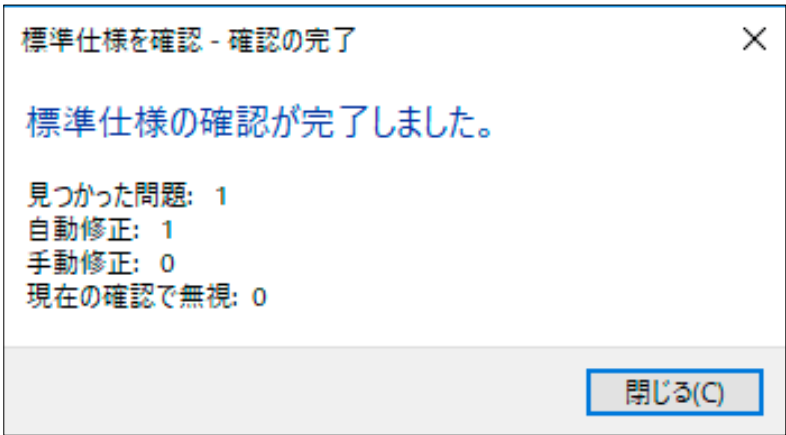 標準仕様を確認 - 確認の完了
標準仕様の確認が完了しました。
見つかった問題: 1
自動修正: 1
手動修正: 0
現在の確認で無視: 0
閉じる(C)